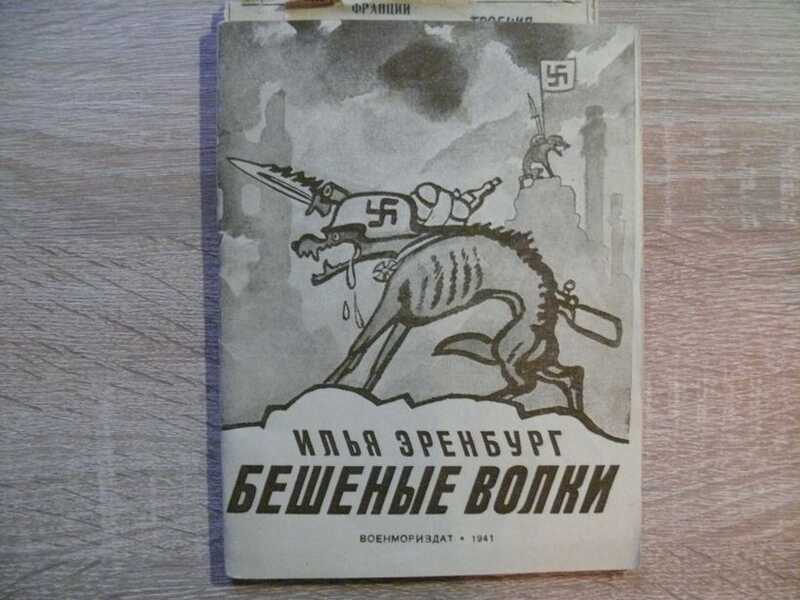 ФРАНЦИИ
ИЛЬЯ ЭРЕНБУРГ
БЕШЕНЫЕ ВОЛКИ
ВОЕНМОРИЗДАТ • 1941